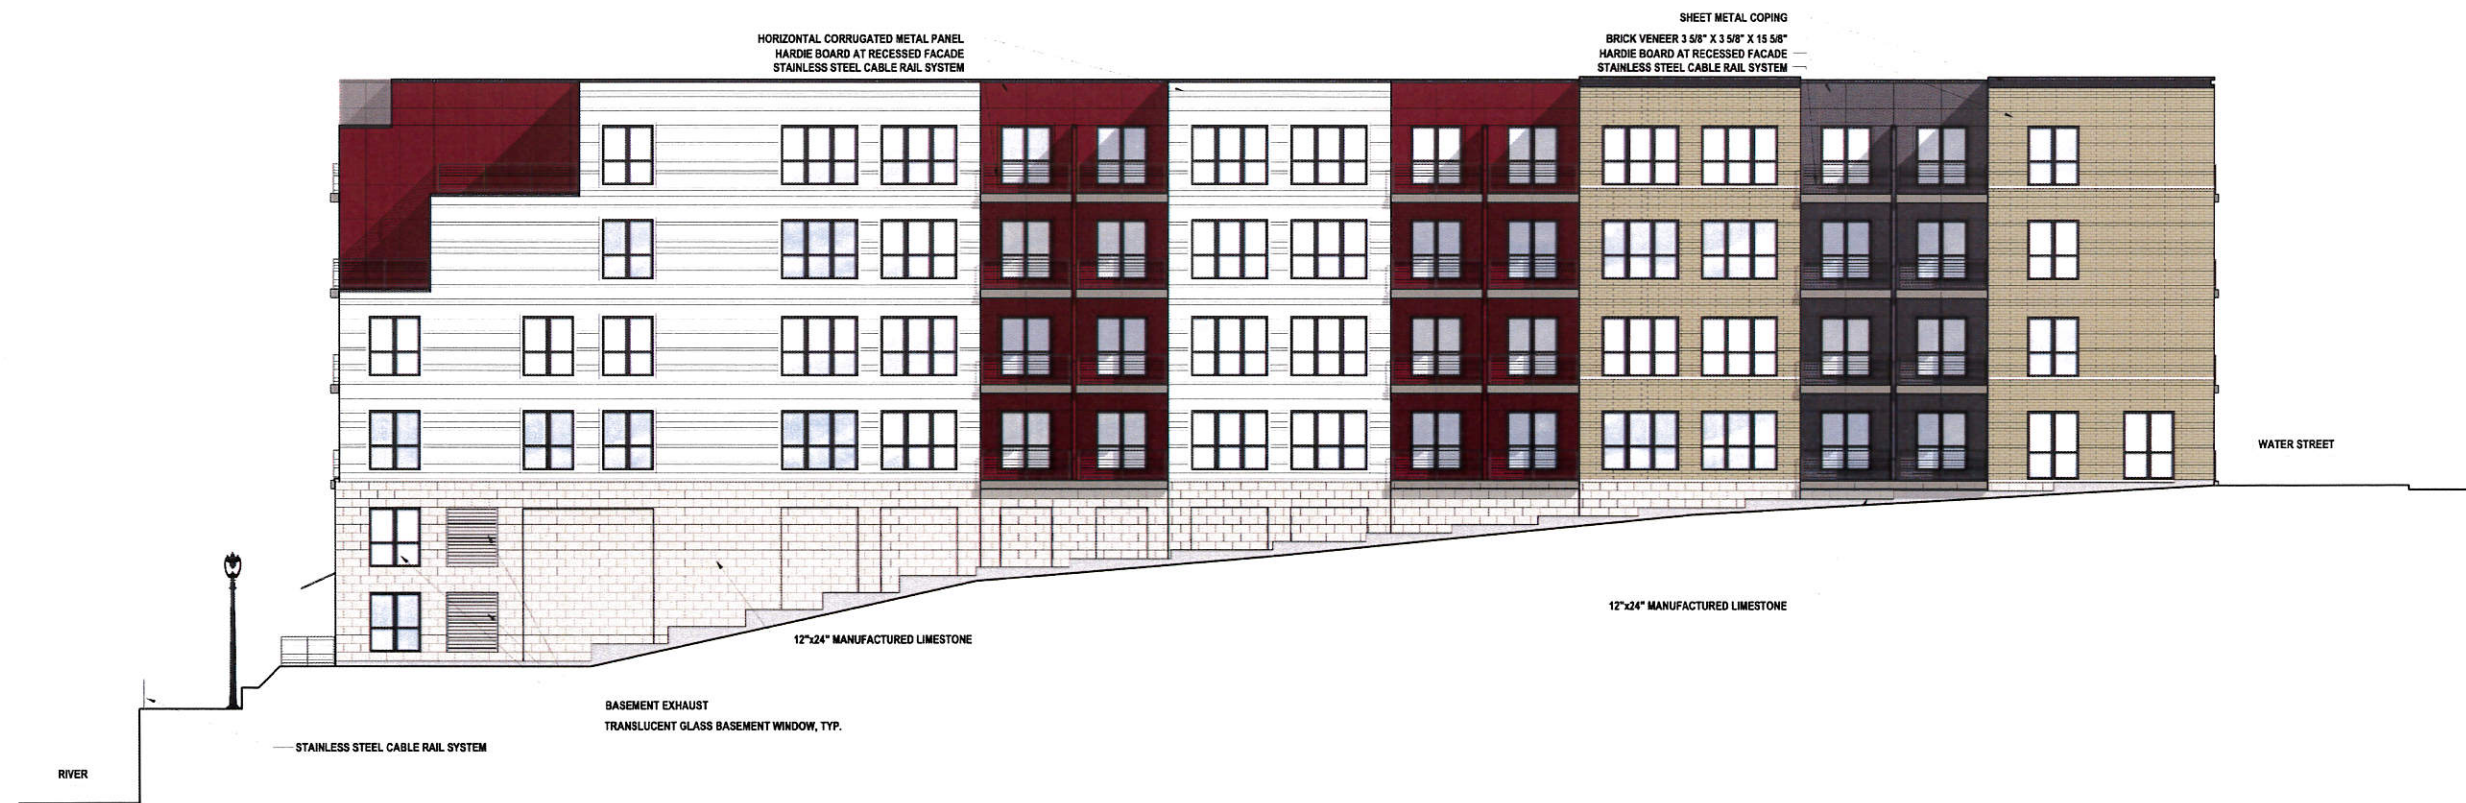 SHEET METAL COPING
HORIZONTAL CORRUGATED METAL PANEL
HARDIE BOARD AT RECESSED FACADE
STAINLESS STEEL CABLE RAIL SYSTEM
BRICK VENEER 3 5/8" X 3 5/8" X 15 5/8"
HARDIE BOARD AT RECESSED FACADE
STAINLESS STEEL CABLE RAIL SYSTEM
WATER STREET
12"x24" MANUFACTURED LIMESTONE
12"x24" MANUFACTURED LIMESTONE
BASEMENT EXHAUST
TRANSLUCENT GLASS BASEMENT WINDOW, TYP.
STAINLESS STEEL CABLE RAIL SYSTEM
RIVER